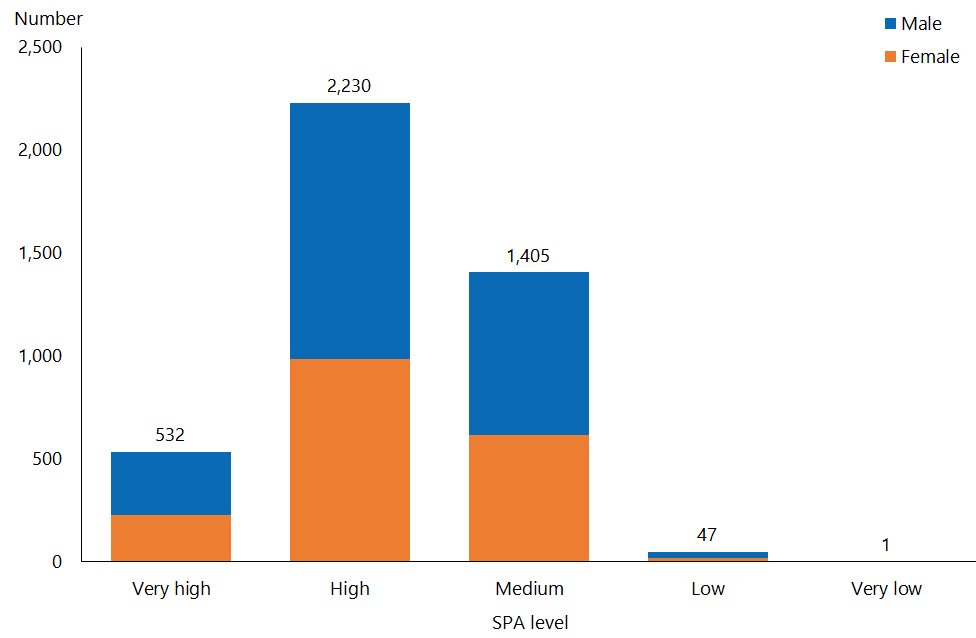 Number
Male
Female
2,500
2,000
1,500
1,000
500
0
532
2,230
1,405
47
1
Very high High Medium Low Very low
SPA level